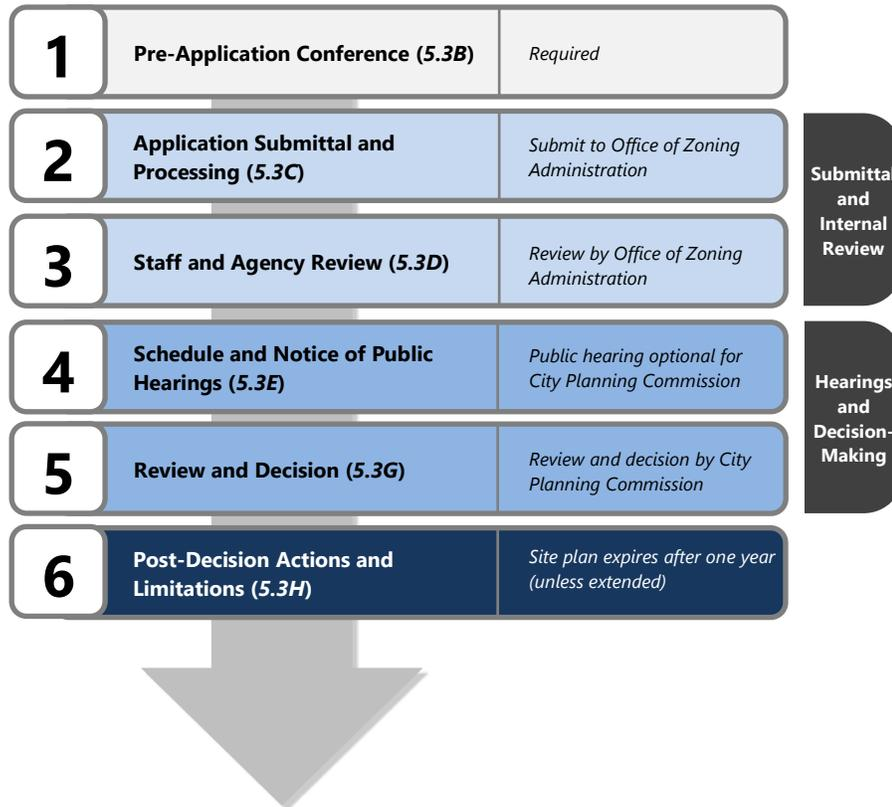 1
Pre-Application Conference (5.3B)
Required
2
Application Submittal and
Processing (5.3C)
Submit to Office of Zoning
Administration
3
Staff and Agency Review (5.3D)
Review by Office of Zoning
Administration
Submittal
and
Internal
Review
4
Schedule and Notice of Public
Hearings (5.3E)
Public hearing optional for
City Planning Commission
5
Review and Decision (5.3G)
Review and decision by City
Planning Commission
Hearings
and
Decision-
Making
6
Post-Decision Actions and
Limitations (5.3H)
Site plan expires after one year
(unless extended)